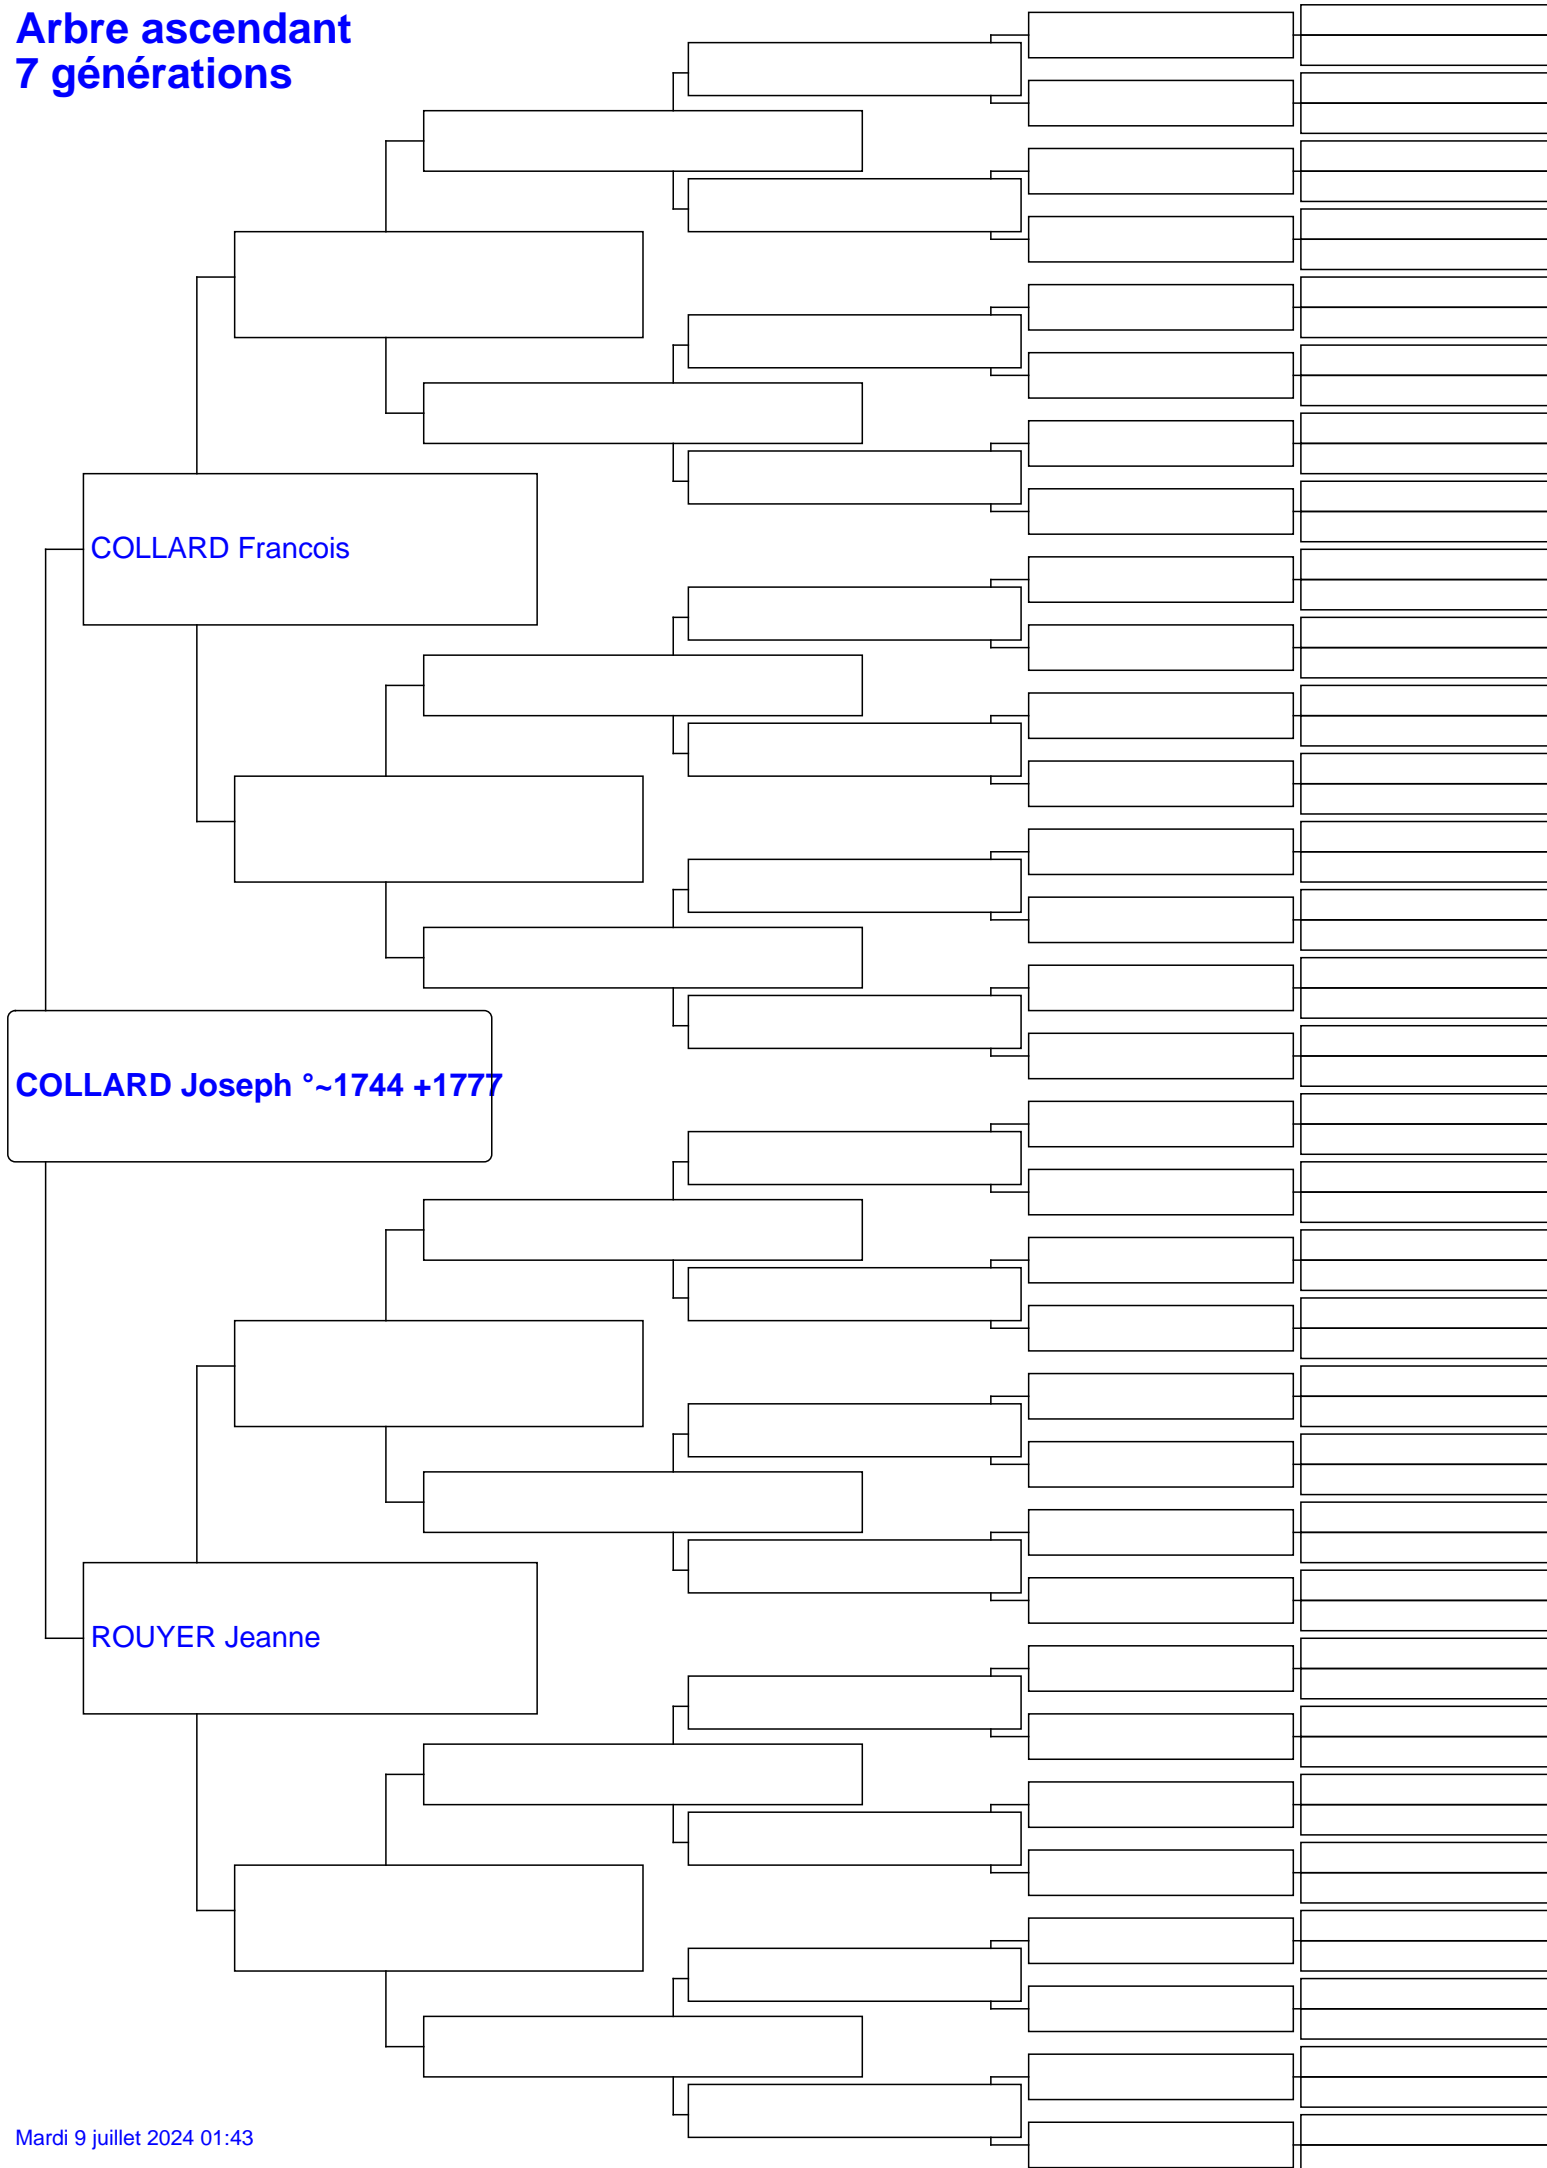 Arbre ascendant
7 générations
COLLARD Francois
COLLARD Joseph °~1744 +1777
ROUYER Jeanne
Mardi 9 juillet 2024 01:43